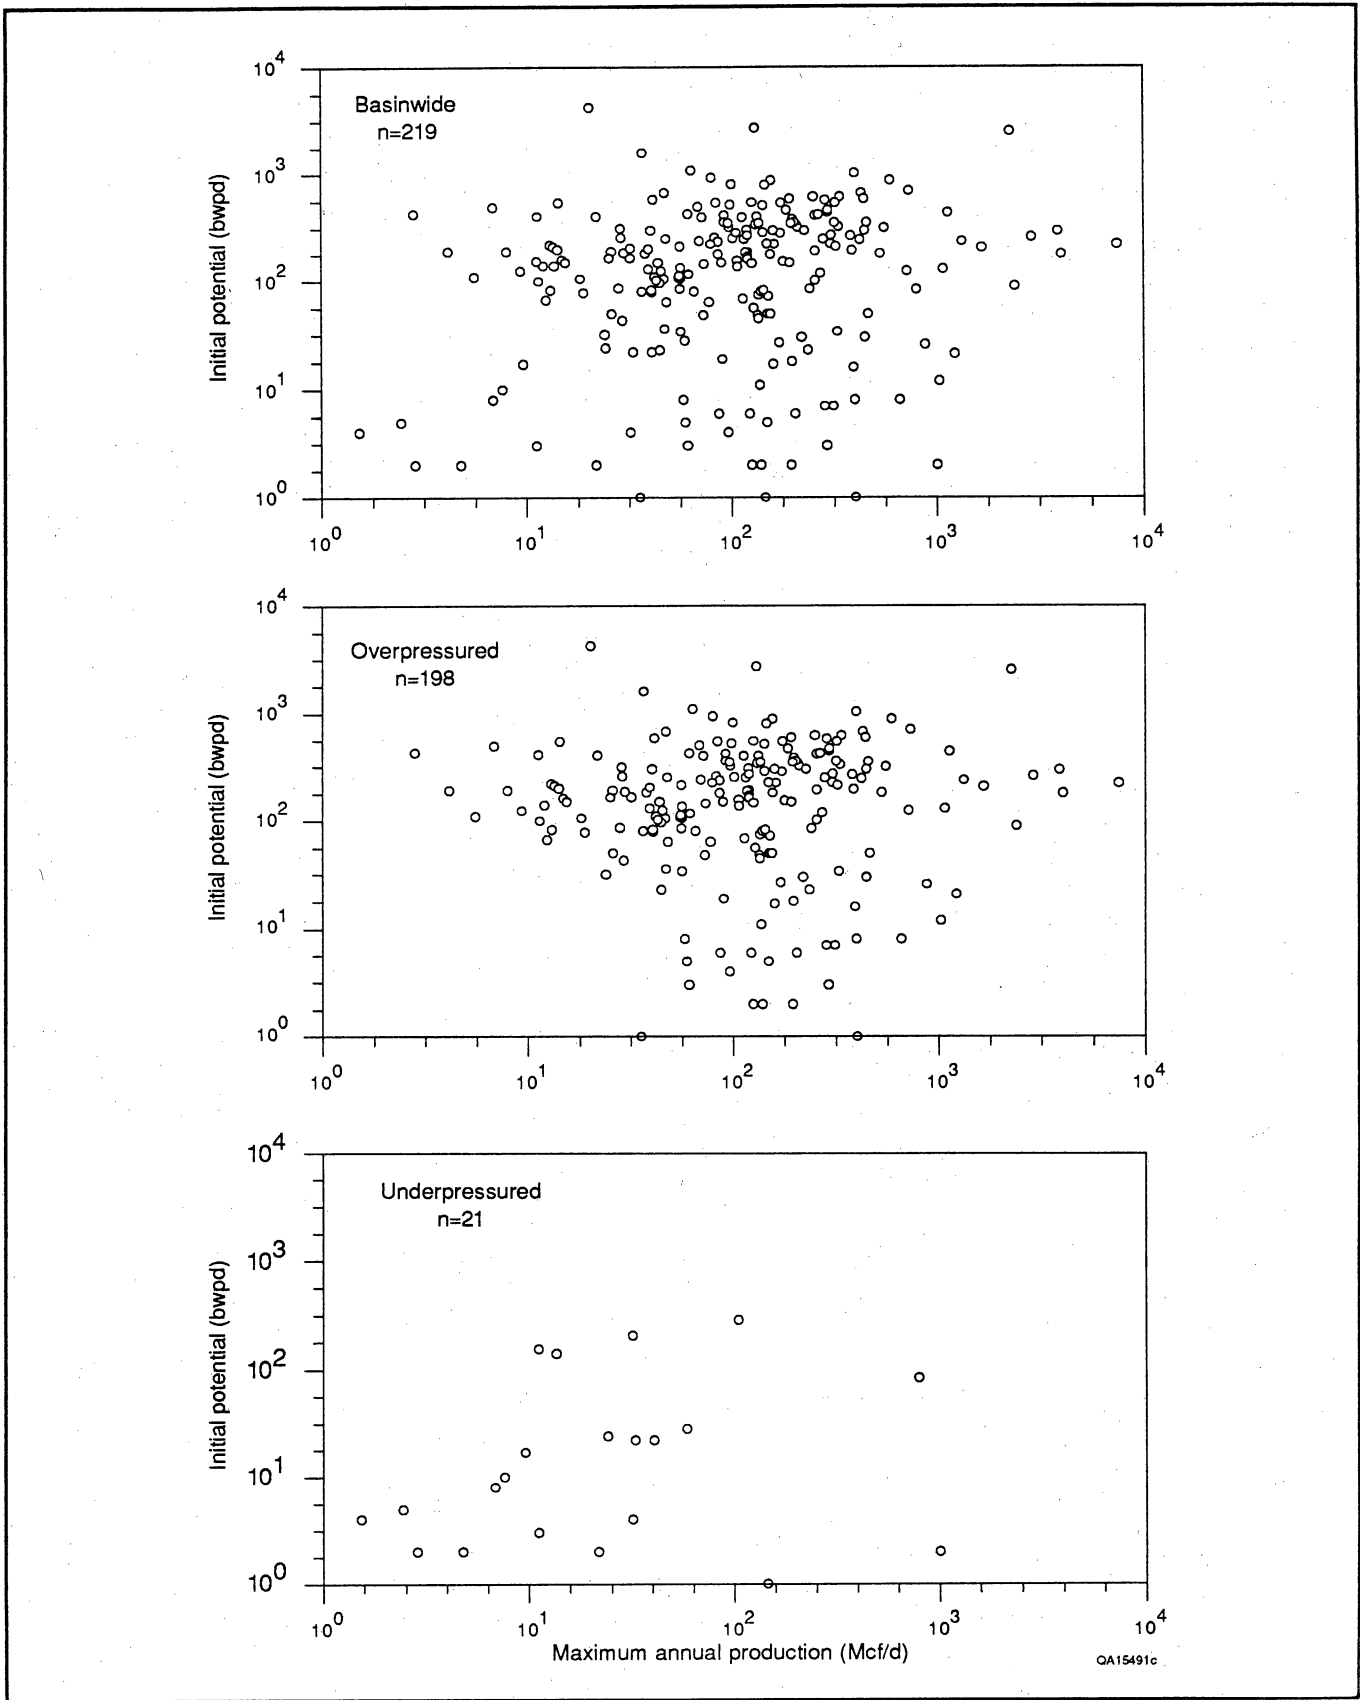 10^4
Basinwide
n=219
10^3
Initial potential (bwpd)
10^2
10^1
10^0
10^0 10^1 10^2 10^3 10^4
10^4
Overpressured
n=198
10^3
Initial potential (bwpd)
10^2
10^1
10^0
10^0 10^1 10^2 10^3 10^4
10^4
Underpressured
n=21
10^3
Initial potential (bwpd)
10^2
10^1
10^0
10^0 10^1 10^2 10^3 10^4
Maximum annual production (Mcf/d)
QA15491c